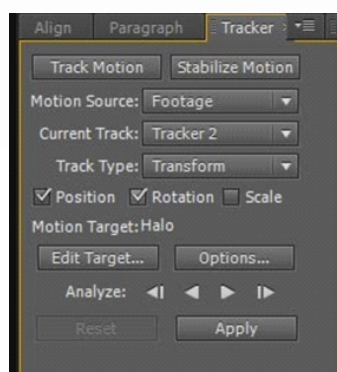 Align Paragraph Tracker
Track Motion Stabilize Motion
Motion Source: Footage
Current Track: Tracker 2
Track Type: Transform
Position Rotation Scale
Motion Target: Halo
Edit Target... Options...
Analyze:
Reset Apply